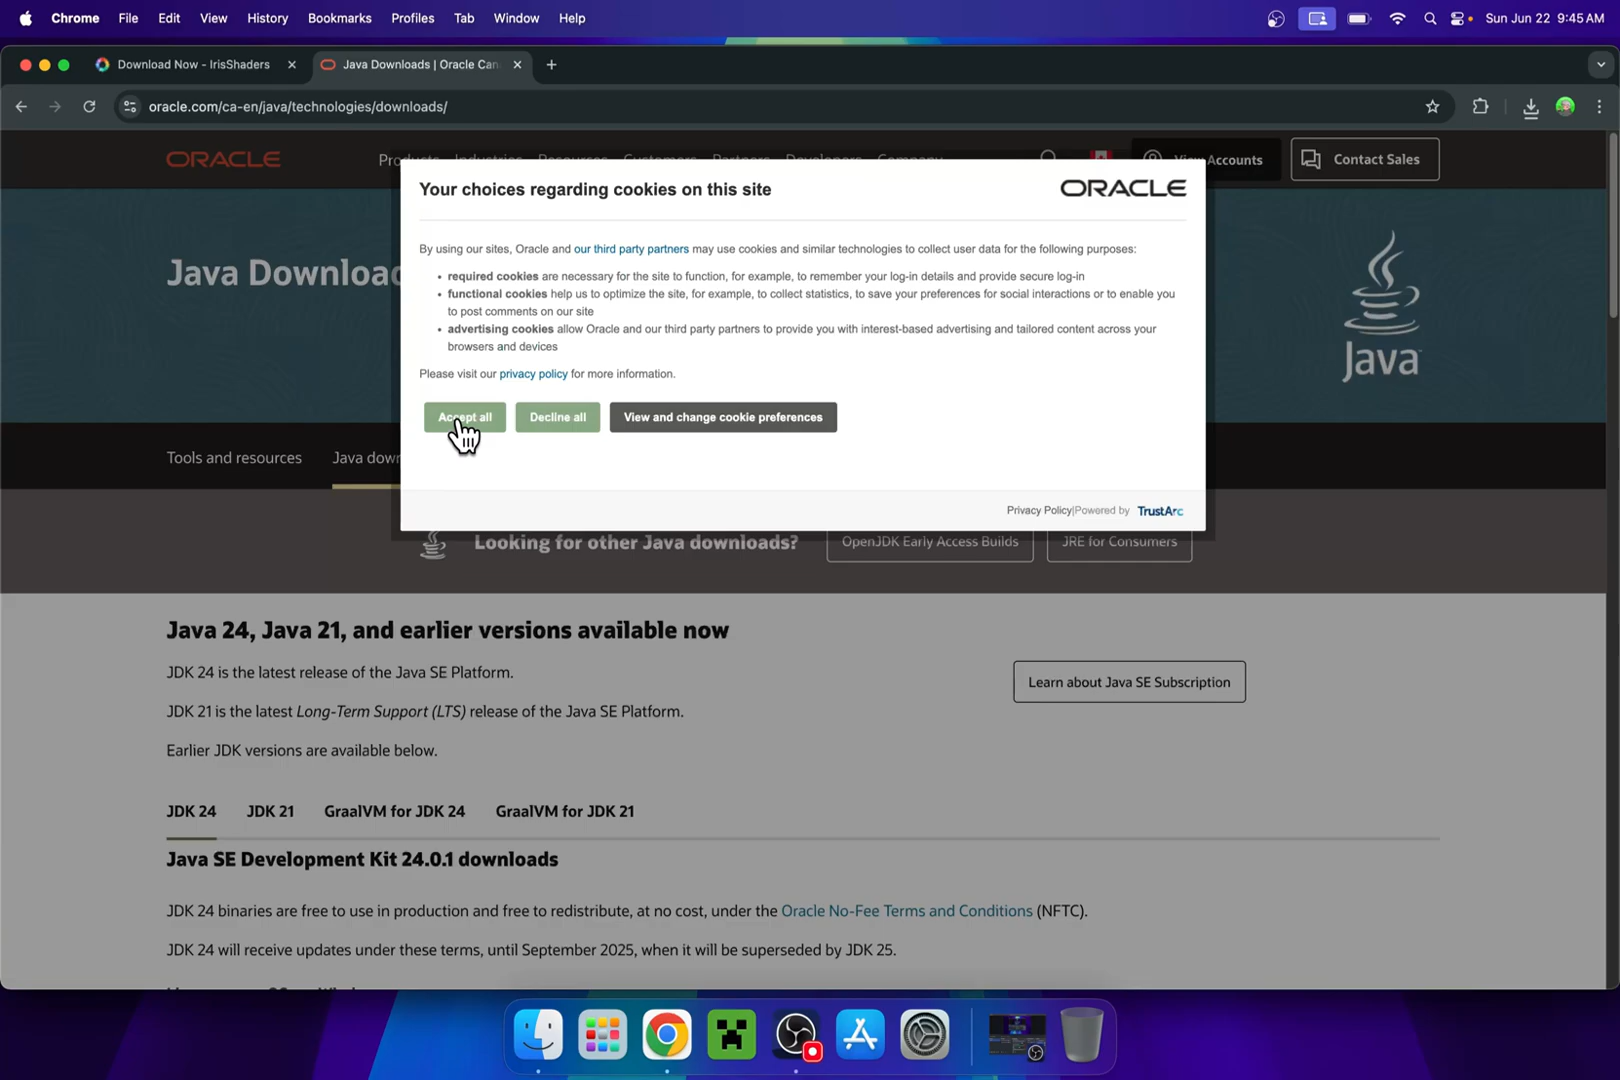 Chrome File Edit View History Bookmarks Profiles Tab Window Help Sun Jun 22 9:45 AM
Download Now - IrisShaders Java Downloads | Oracle Can
oracle.com/ca-en/java/technologies/downloads/
ORACLE Products Industries Resources Customers Partners Developers Company View Accounts Contact Sales
Your choices regarding cookies on this site ORACLE
By using our sites, Oracle and our third party partners may use cookies and similar technologies to collect user data for the following purposes:
• required cookies are necessary for the site to function, for example, to remember your log-in details and provide secure log-in
• functional cookies help us to optimize the site, for example, to collect statistics, to save your preferences for social interactions or to enable you
to post comments on our site
• advertising cookies allow Oracle and our third party partners to provide you with interest-based advertising and tailored content across your
browsers and devices
Please visit our privacy policy for more information.
Accept all Decline all View and change cookie preferences
Privacy Policy|Powered by TrustArc
Java Download
Java
Tools and resources Java down
Looking for other Java downloads? OpenJDK Early Access Builds JRE for Consumers
Java 24, Java 21, and earlier versions available now
JDK 24 is the latest release of the Java SE Platform.
Learn about Java SE Subscription
JDK 21 is the latest Long-Term Support (LTS) release of the Java SE Platform.
Earlier JDK versions are available below.
JDK 24 JDK 21 GraalVM for JDK 24 GraalVM for JDK 21
Java SE Development Kit 24.0.1 downloads
JDK 24 binaries are free to use in production and free to redistribute, at no cost, under the Oracle No-Fee Terms and Conditions (NFTC).
JDK 24 will receive updates under these terms, until September 2025, when it will be superseded by JDK 25.